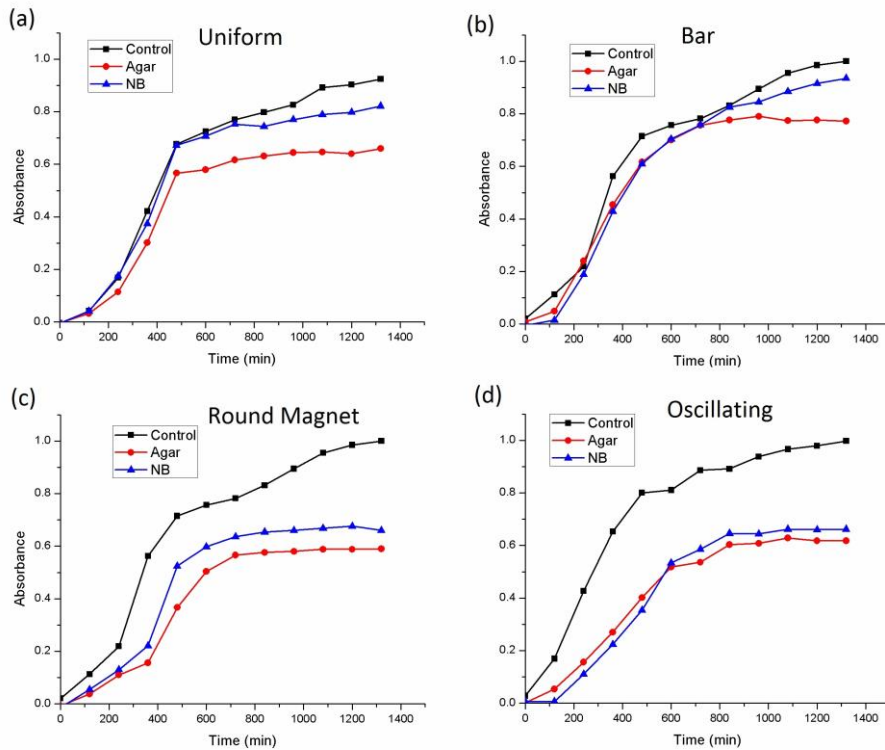 (a)
Uniform
Control
Agar
NB
Absorbance
1.0
0.8
0.6
0.4
0.2
0.0
0 200 400 600 800 1000 1200 1400
Time (min)
(b)
Bar
Control
Agar
NB
Absorbance
1.0
0.8
0.6
0.4
0.2
0.0
0 200 400 600 800 1000 1200 1400
Time (min)
(c)
Round Magnet
Control
Agar
NB
Absorbance
1.0
0.8
0.6
0.4
0.2
0.0
0 200 400 600 800 1000 1200 1400
Time (min)
(d)
Oscillating
Control
Agar
NB
Absorbance
1.0
0.8
0.6
0.4
0.2
0.0
0 200 400 600 800 1000 1200 1400
Time (min)